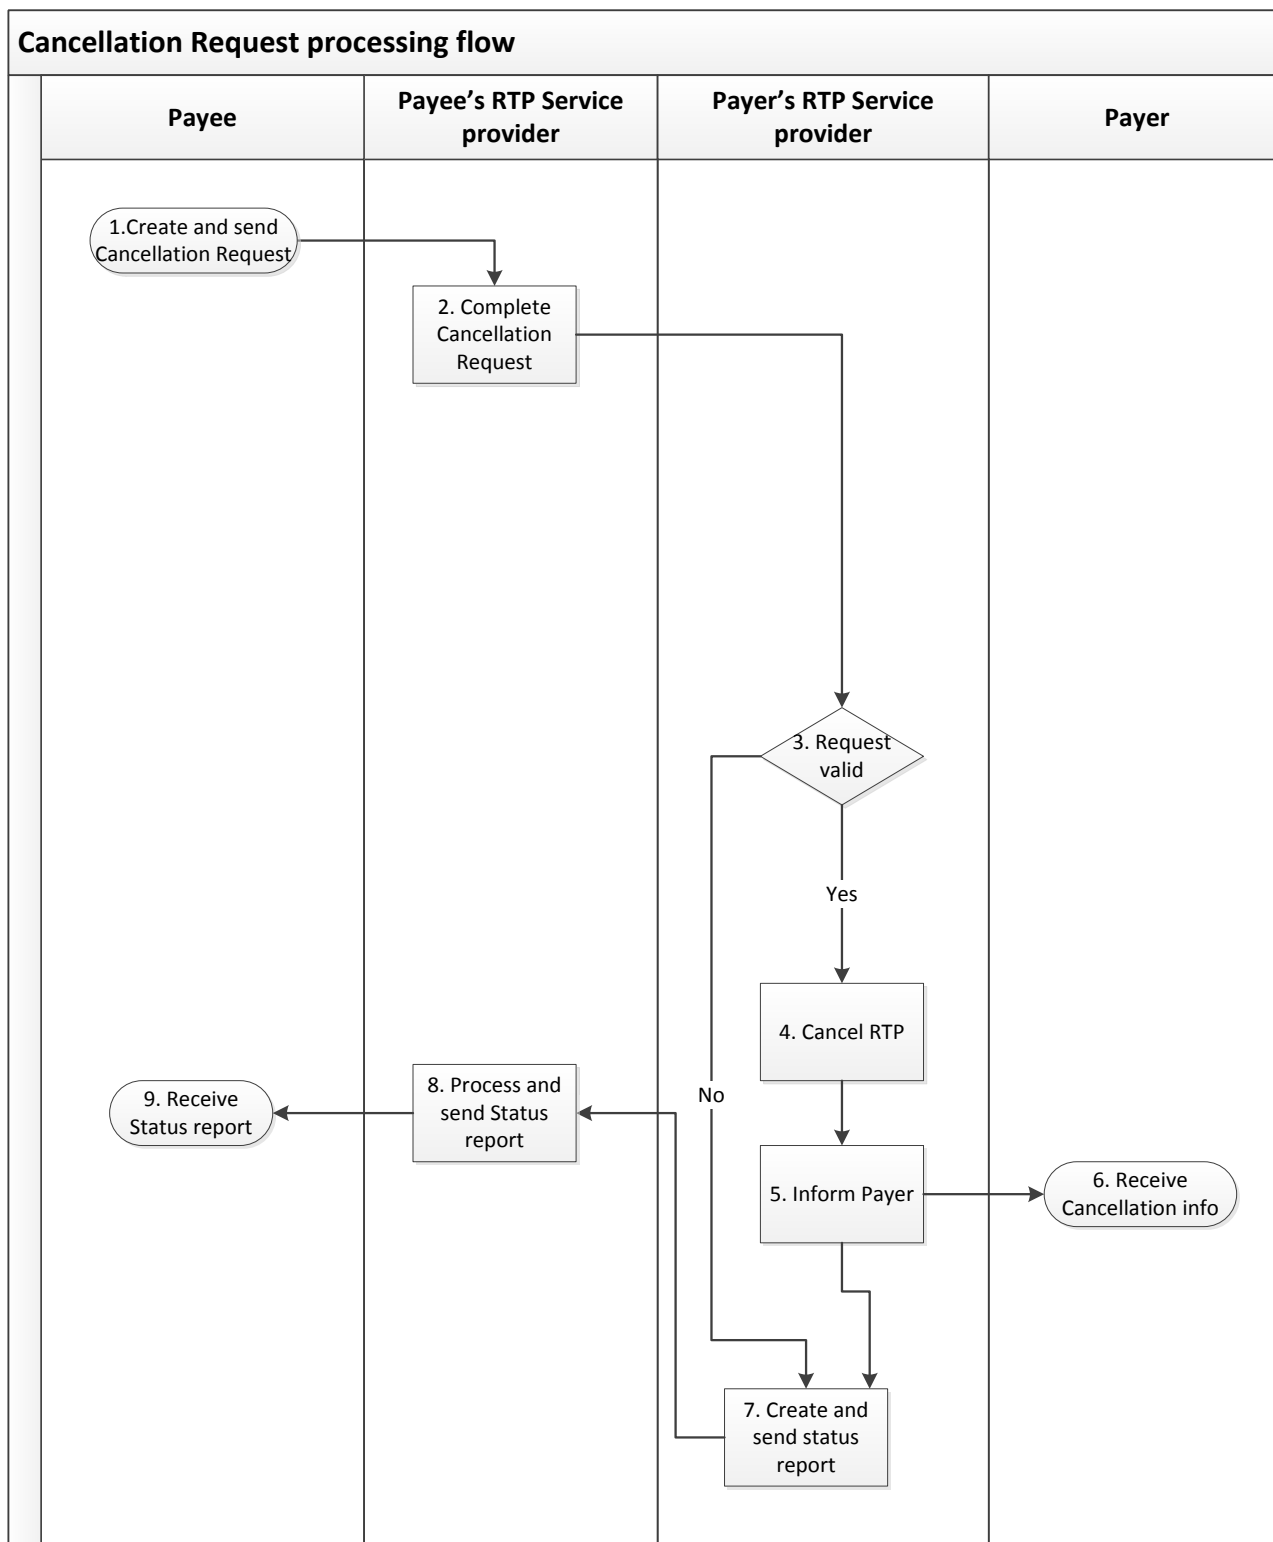 Cancellation Request processing flow
Payee
Payee's RTP Service
provider
Payer's RTP Service
provider
Payer
1.Create and send
Cancellation Request
2. Complete
Cancellation
Request
3. Request
valid
Yes
4. Cancel RTP
No
9. Receive
Status report
8. Process and
send Status
report
5. Inform Payer
6. Receive
Cancellation info
7. Create and
send status
report